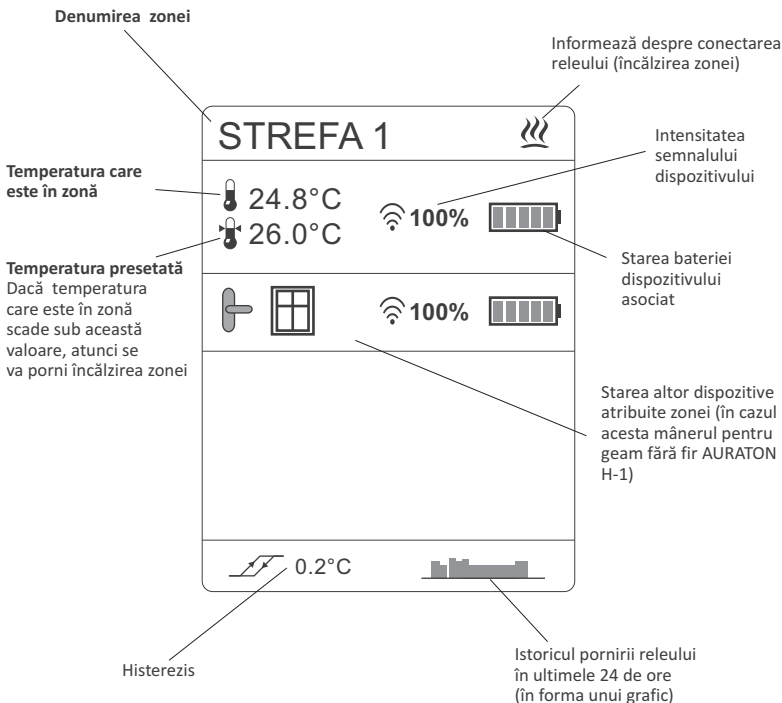 Denumirea zonei
Informează despre conectarea
releului (încălzirea zonei)
STREFA 1
Intensitatea
semnalului
dispozitivului
Temperatura care
este în zonă
24.8°C
26.0°C
100%
Starea bateriei
dispozitivului
asociat
Temperatura presetată
Dacă temperatura
care este în zonă
scade sub această
valoare, atunci se
va porni încălzirea zonei
100%
Starea altor dispozitive
atribuite zonei (în cazul
acesta mânerul pentru
geam fără fir AURATON
H-1)
0.2°C
Histerezis
Istoricul pornirii releului
în ultimele 24 de ore
(în forma unui grafic)